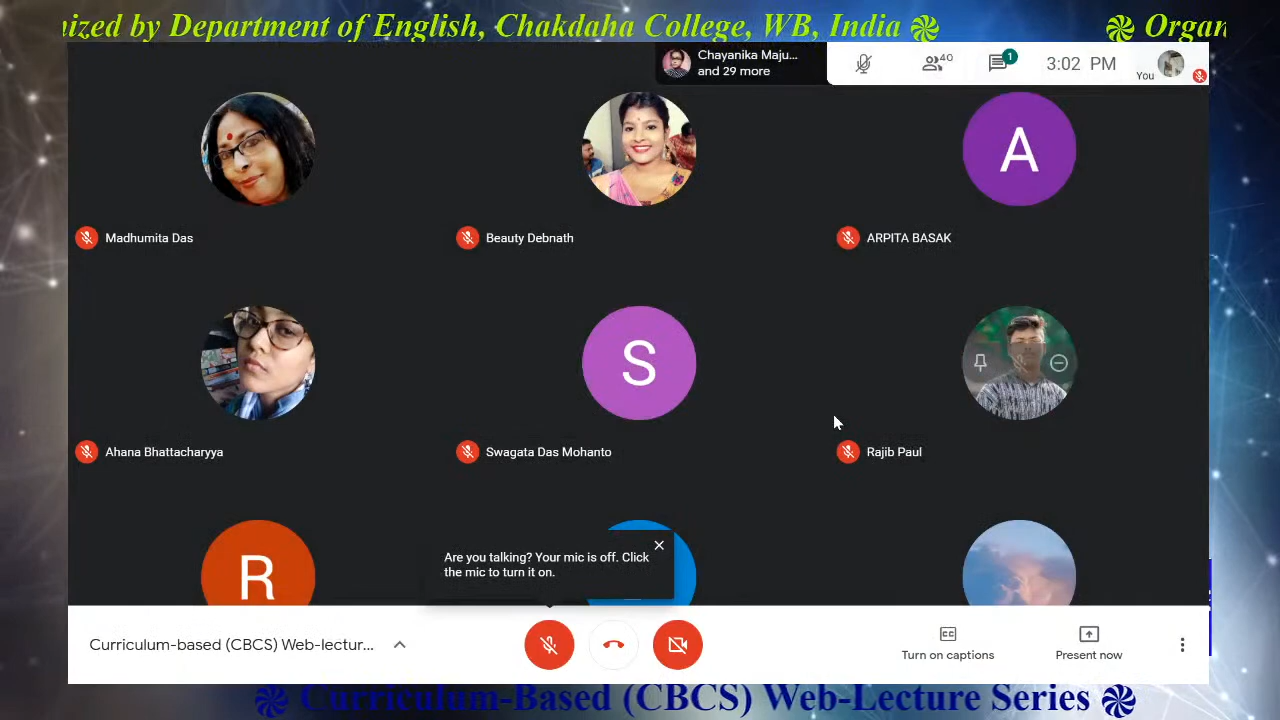 ized by Department of English, Chakdaha College, WB, India ֍ ֍ Organ
Chayanika Maju...
and 29 more
40
1
3:02 PM
You
Madhumita Das
Beauty Debnath
A
ARPITA BASAK
Ahana Bhattacharyya
S
Swagata Das Mohanto
Rajib Paul
R
Are you talking? Your mic is off. Click
the mic to turn it on.
Curriculum-based (CBCS) Web-lectur...
Turn on captions
Present now
֍ Curriculum-Based (CBCS) Web-Lecture Series ֍